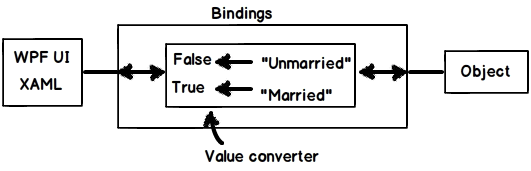 Bindings
WPF UI
XAML
False
"Unmarried"
True
"Married"
Object
Value converter